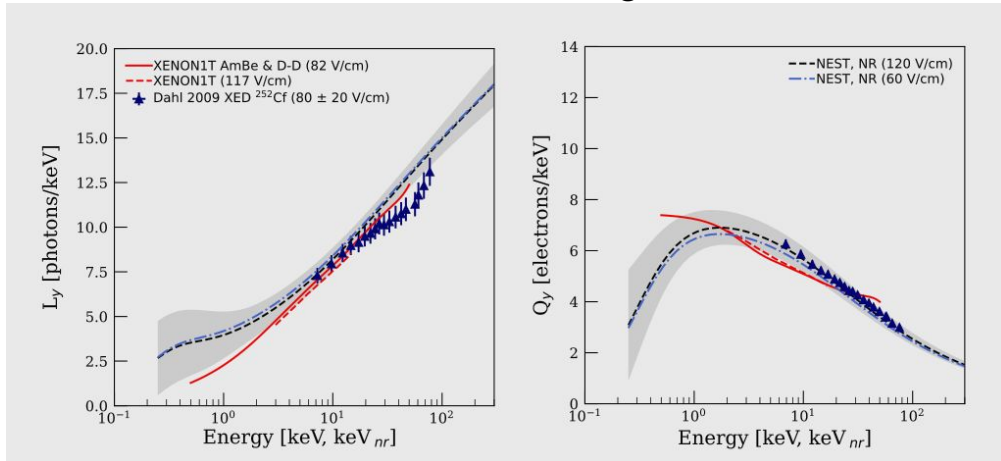 20.0
17.5
15.0
12.5
10.0
7.5
5.0
2.5
0.0
L_y [photons/keV]
XENON1T AmBe & D-D (82 V/cm)
XENON1T (117 V/cm)
Dahl 2009 XED ²⁵²Cf (80 ± 20 V/cm)
10⁻¹ 10⁰ 10¹ 10²
Energy [keV, keV_nr]
14
12
10
8
6
4
2
0
Q_y [electrons/keV]
NEST, NR (120 V/cm)
NEST, NR (60 V/cm)
10⁻¹ 10⁰ 10¹ 10²
Energy [keV, keV_nr]